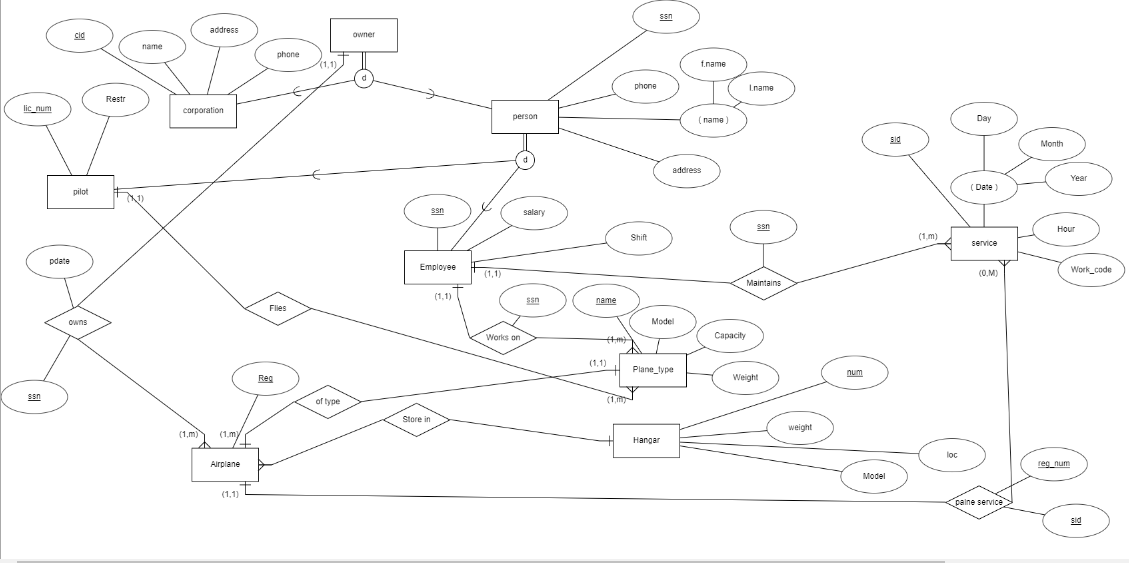 ssn
owner
address
cid
name
phone
(1,1)
f.name
l.name
phone
( name )
d
d
corporation
person
lic_num
Restr
address
Day
sid
Month
Year
( Date )
pilot
(1,1)
ssn
salary
Shift
ssn
Hour
(1,m)
service
(0,M)
Work_code
pdate
Employee
(1,1)
(1,1)
Maintains
ssn
name
Model
Capacity
Flies
owns
Works on
(1,m)
(1,1)
Plane_type
Weight
(1,m)
ssn
Reg
of type
Store in
num
weight
loc
Model
Hangar
(1,m)
(1,m)
Airplane
(1,1)
reg_num
palne service
sid